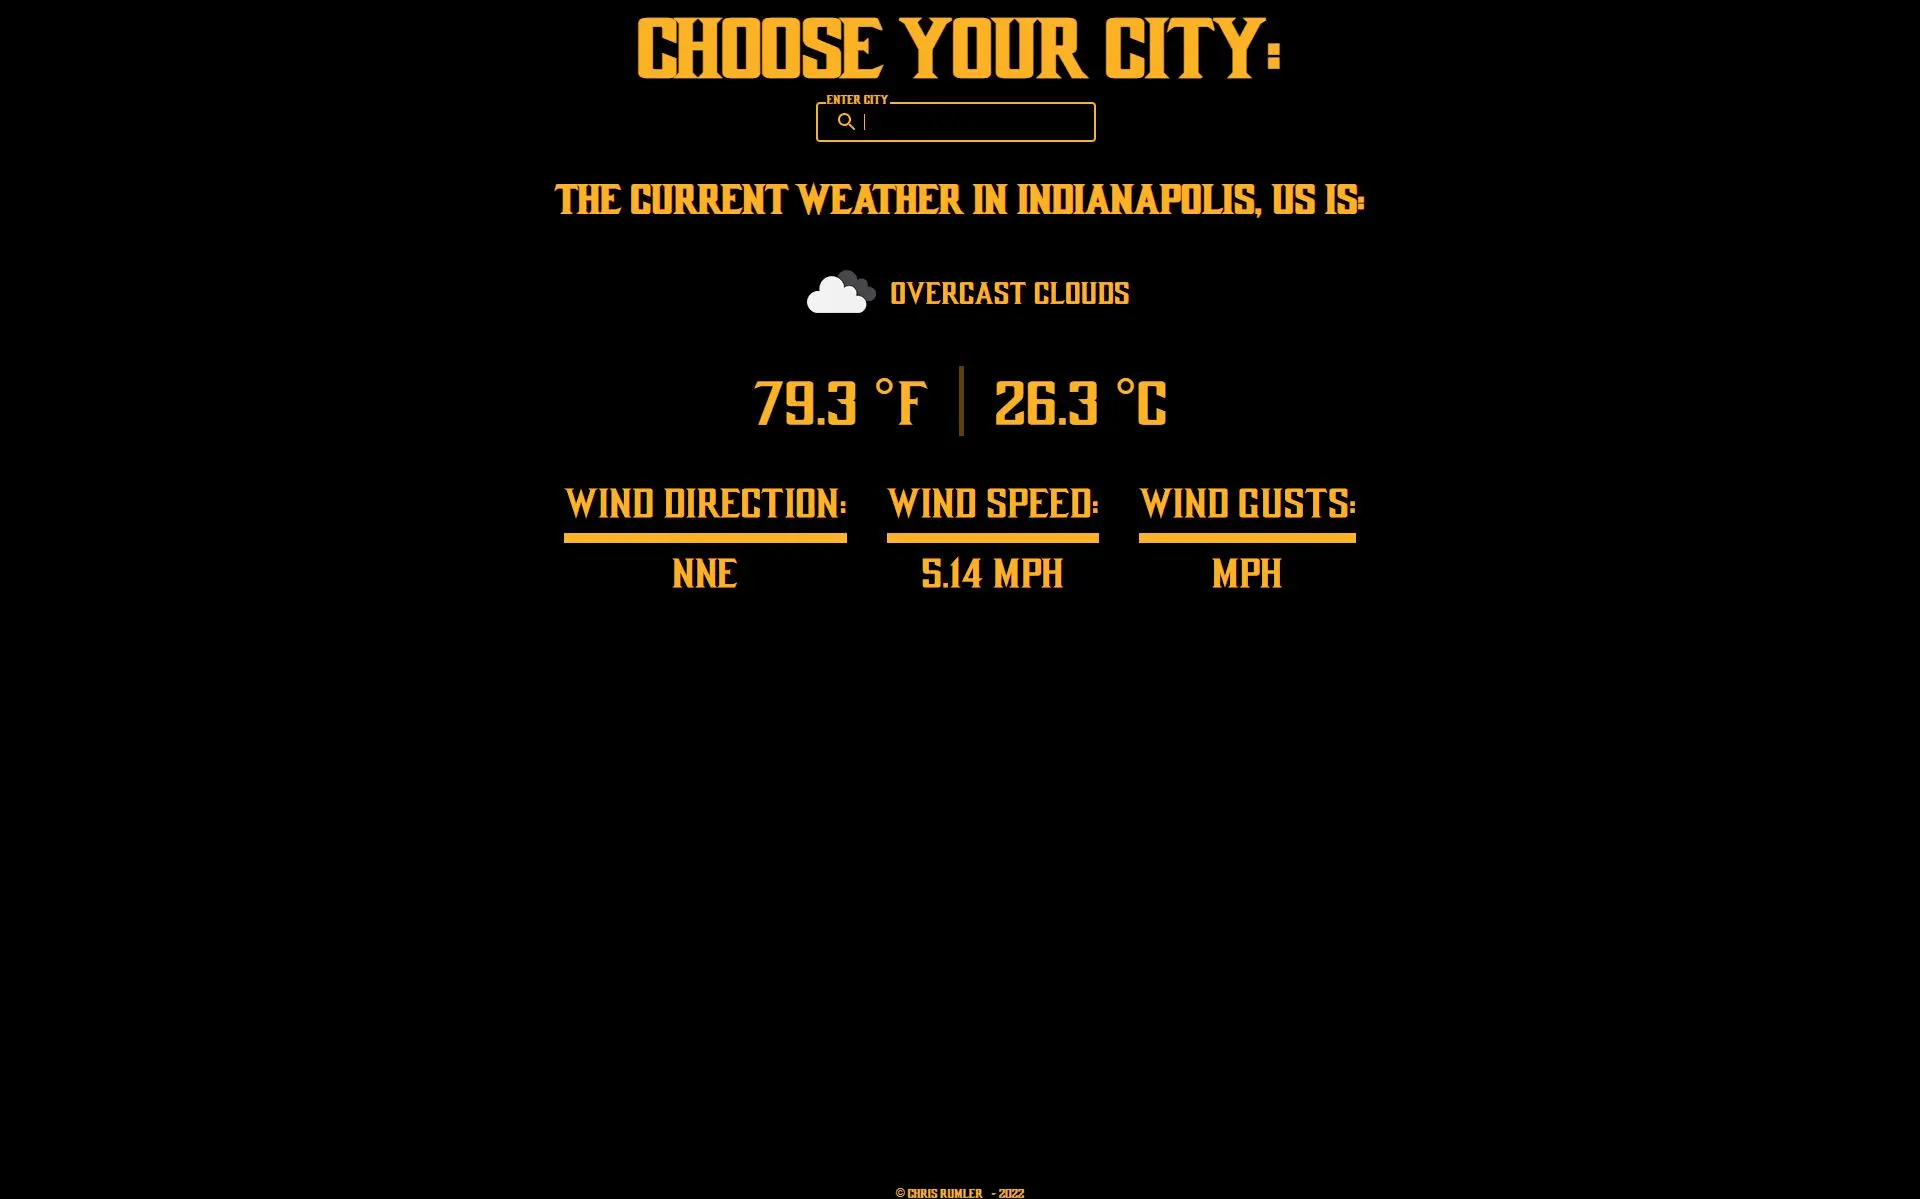 CHOOSE YOUR CITY:
ENTER CITY
THE CURRENT WEATHER IN INDIANAPOLIS, US IS:
OVERCAST CLOUDS
79.3 °F 26.3 °C
WIND DIRECTION: WIND SPEED: WIND GUSTS:
NNE 5.14 MPH MPH
© CHRIS RUMLER - 2022